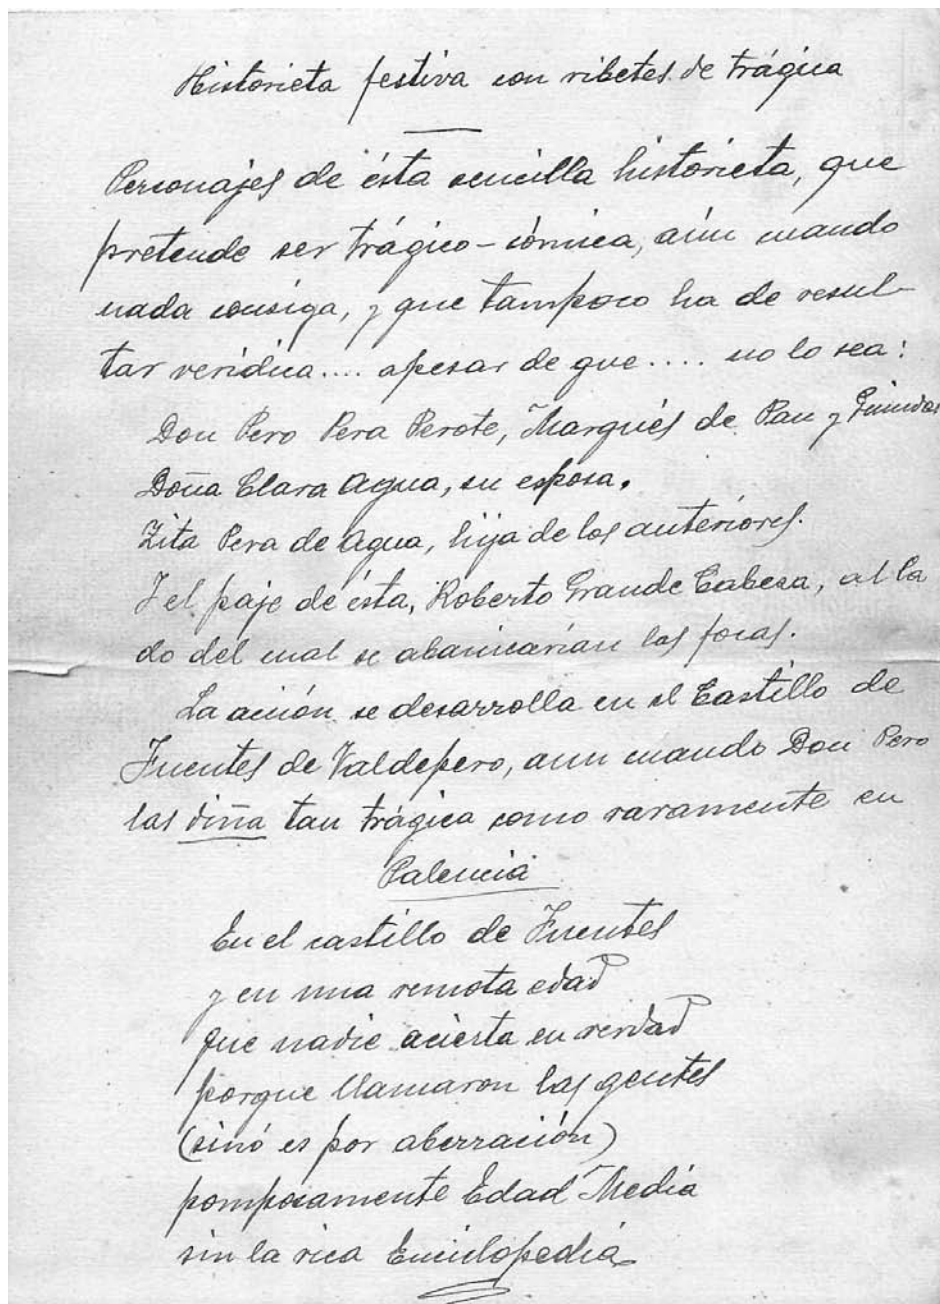 Historieta festiva con ribetes de trágica
Personajes de ésta sencilla historieta, que
pretende ser trágico-cómica, aún cuando
nada consiga, y que tampoco ha de resul-
tar verídica.... apesar de que.... no lo sea:
Don Pero Pera Perote, Marqués de Pan y Guindas
Doña Clara Agua, su esposa.
Zita Pera de Agua, hija de los anteriores.
Y el paje de ésta, Roberto Grande Cabeza, al la
do del cual se abanicarían las focas.
La acción se desarrolla en el Castillo de
Fuentes de Valdepero, aun cuando Don Pero
las diña tan trágica como raramente en
Palencia
En el castillo de Fuentes
y en una remota edad
que nadie acierta en verdad
porque llamaron las gentes
(sinó es por aberración)
pomposamente Edad Media
sin la rica Enciclopedia